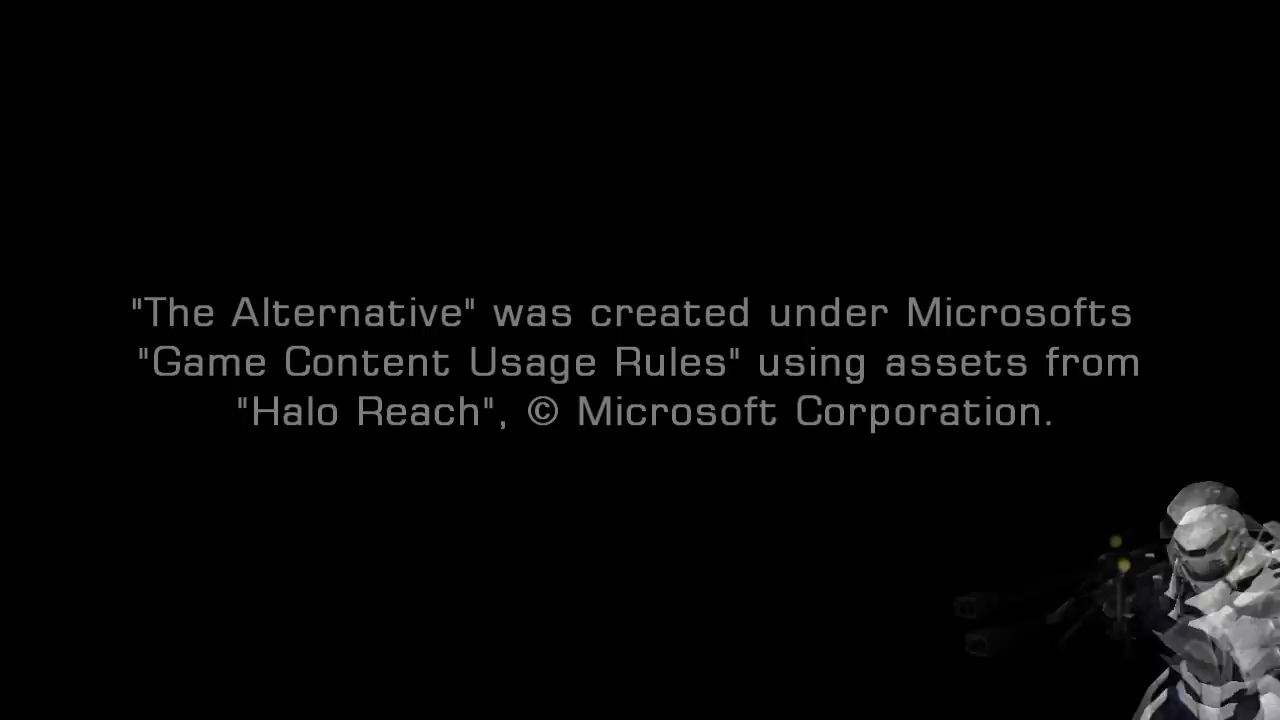 "The Alternative" was created under Microsofts
"Game Content Usage Rules" using assets from
"Halo Reach", © Microsoft Corporation.